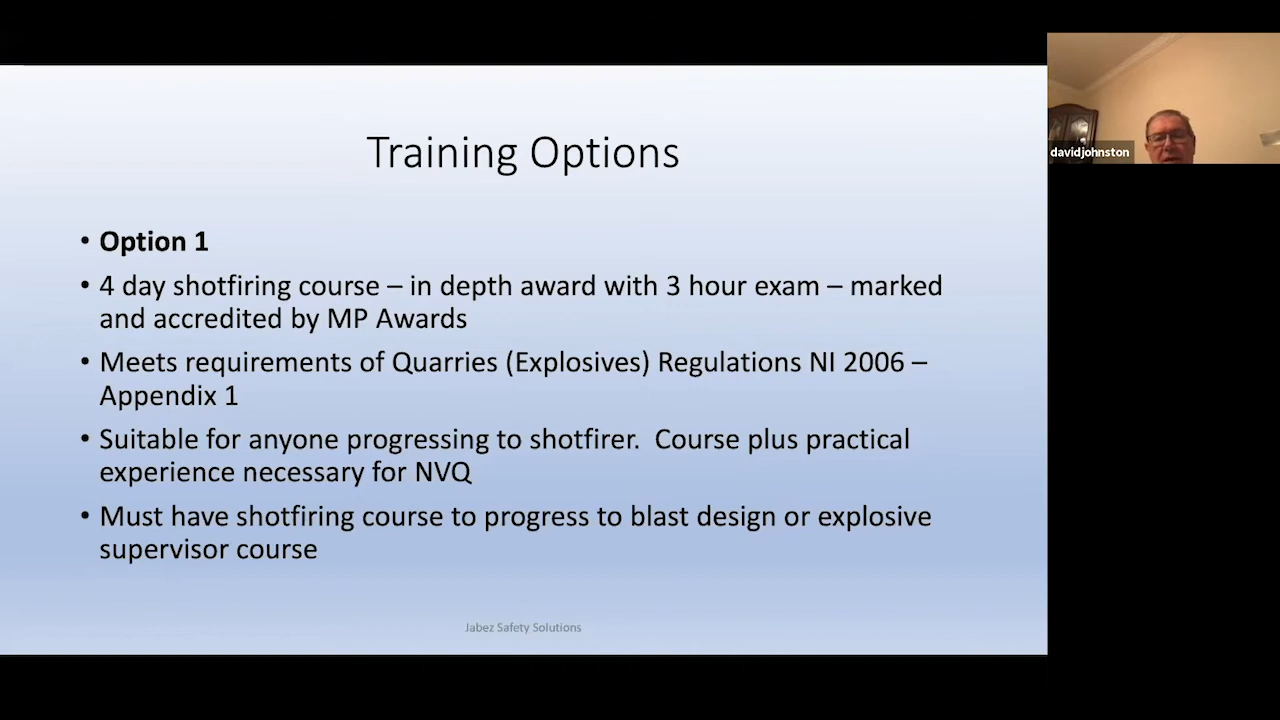 Training Options
• Option 1
• 4 day shotfiring course – in depth award with 3 hour exam – marked
and accredited by MP Awards
• Meets requirements of Quarries (Explosives) Regulations NI 2006 –
Appendix 1
• Suitable for anyone progressing to shotfirer.  Course plus practical
experience necessary for NVQ
• Must have shotfiring course to progress to blast design or explosive
supervisor course
Jabez Safety Solutions
davidjohnston